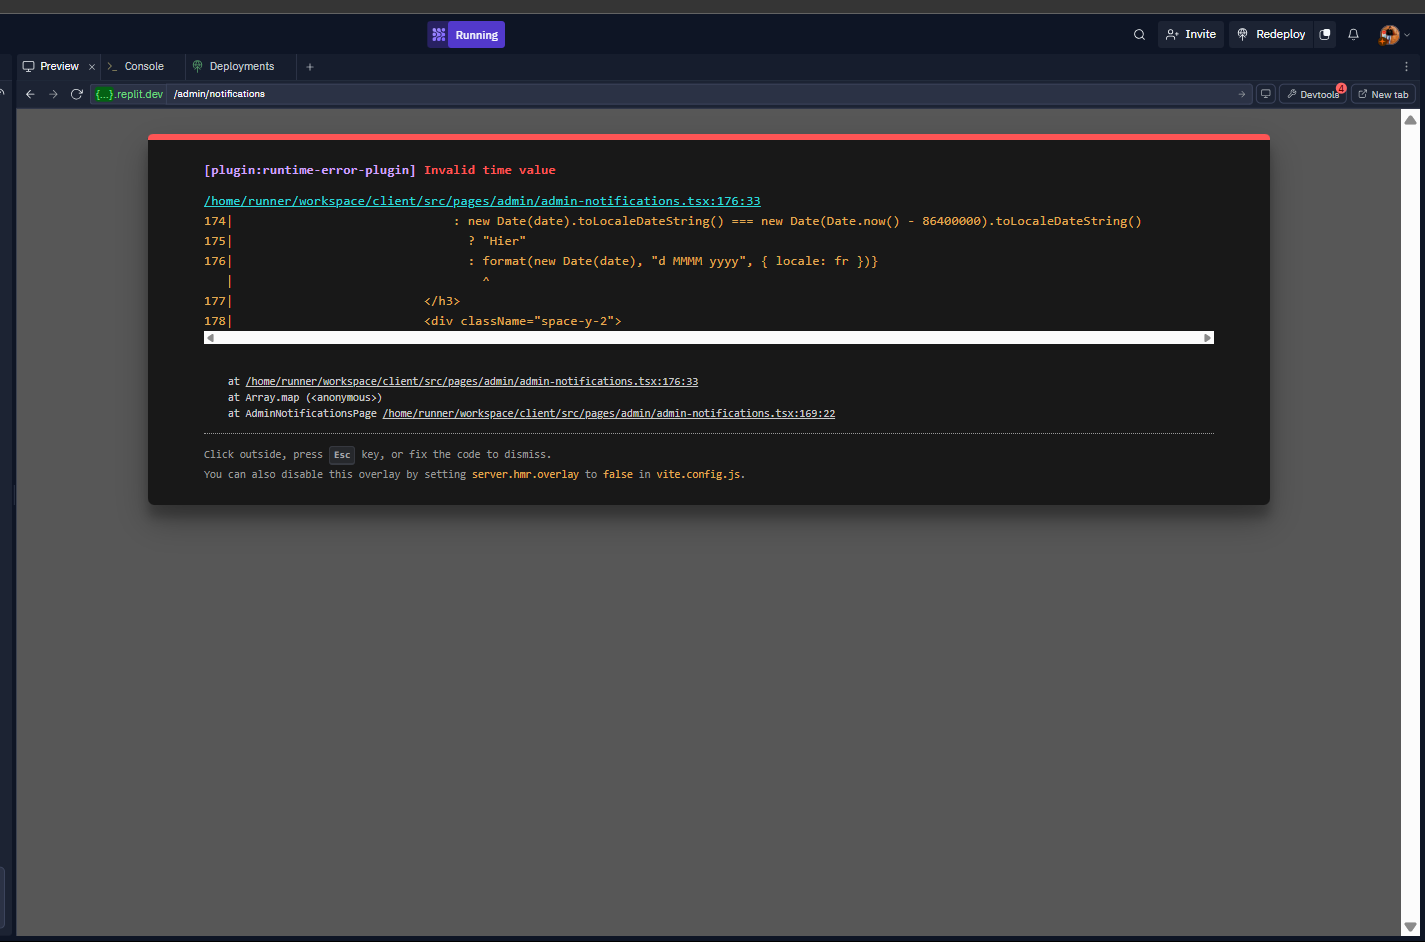 Running
Invite
Redeploy
Preview
Console
Deployments
{...}.replit.dev
/admin/notifications
Devtools
4
New tab
[plugin:runtime-error-plugin] Invalid time value
/home/runner/workspace/client/src/pages/admin/admin-notifications.tsx:176:33
174| : new Date(date).toLocaleDateString() === new Date(Date.now() - 86400000).toLocaleDateString()
175| ? "Hier"
176| : format(new Date(date), "d MMMM yyyy", { locale: fr })}
| ^
177| </h3>
178| <div className="space-y-2">
at /home/runner/workspace/client/src/pages/admin/admin-notifications.tsx:176:33
at Array.map (<anonymous>)
at AdminNotificationsPage /home/runner/workspace/client/src/pages/admin/admin-notifications.tsx:169:22
Click outside, press Esc key, or fix the code to dismiss.
You can also disable this overlay by setting server.hmr.overlay to false in vite.config.js.